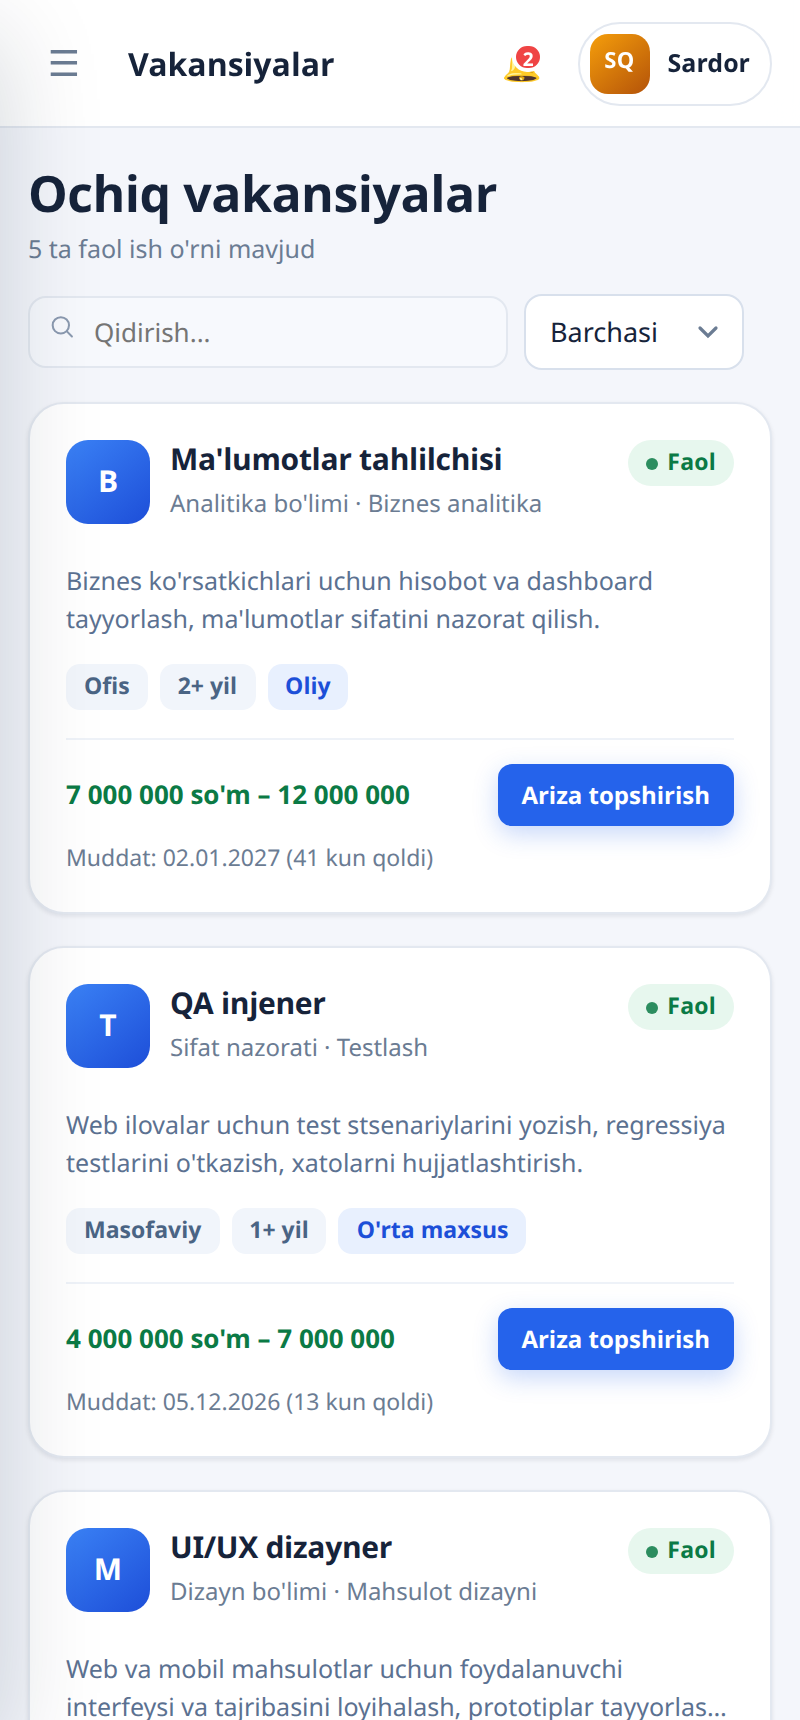 Vakansiyalar
2
SQ
Sardor
Ochiq vakansiyalar
5 ta faol ish o'rni mavjud
Qidirish...
Barchasi
B
Ma'lumotlar tahlilchisi
Faol
Analitika bo'limi · Biznes analitika
Biznes ko'rsatkichlari uchun hisobot va dashboard
tayyorlash, ma'lumotlar sifatini nazorat qilish.
Ofis
2+ yil
Oliy
7 000 000 so'm – 12 000 000
Ariza topshirish
Muddat: 02.01.2027 (41 kun qoldi)
T
QA injener
Faol
Sifat nazorati · Testlash
Web ilovalar uchun test stsenariylarini yozish, regressiya
testlarini o'tkazish, xatolarni hujjatlashtirish.
Masofaviy
1+ yil
O'rta maxsus
4 000 000 so'm – 7 000 000
Ariza topshirish
Muddat: 05.12.2026 (13 kun qoldi)
M
UI/UX dizayner
Faol
Dizayn bo'limi · Mahsulot dizayni
Web va mobil mahsulotlar uchun foydalanuvchi
interfeysi va tajribasini loyihalash, prototiplar tayyorlas...